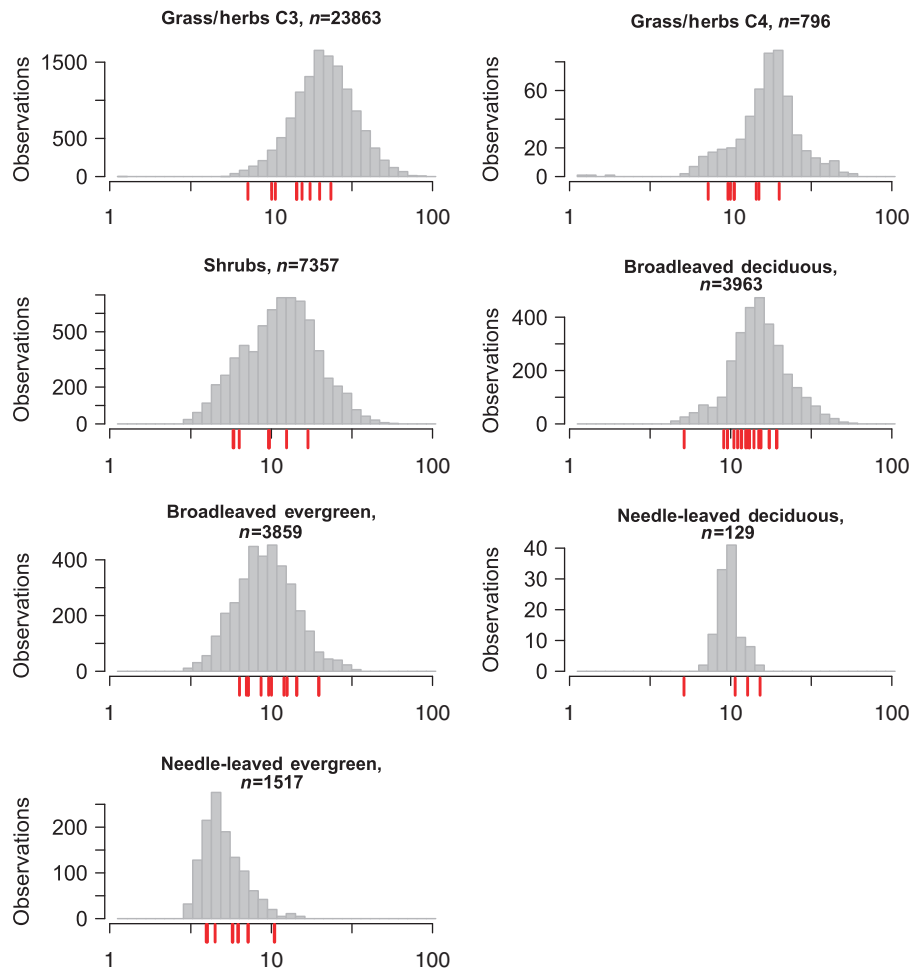 Grass/herbs C3, n=23863
Observations
1500
500
0
1
10
100
Grass/herbs C4, n=796
Observations
60
20
0
1
10
100
Shrubs, n=7357
Observations
500
200
0
1
10
100
Broadleaved deciduous,
n=3963
Observations
400
200
0
1
10
100
Broadleaved evergreen,
n=3859
Observations
400
200
0
1
10
100
Needle-leaved deciduous,
n=129
Observations
40
30
20
10
0
1
10
100
Needle-leaved evergreen,
n=1517
Observations
200
100
0
1
10
100